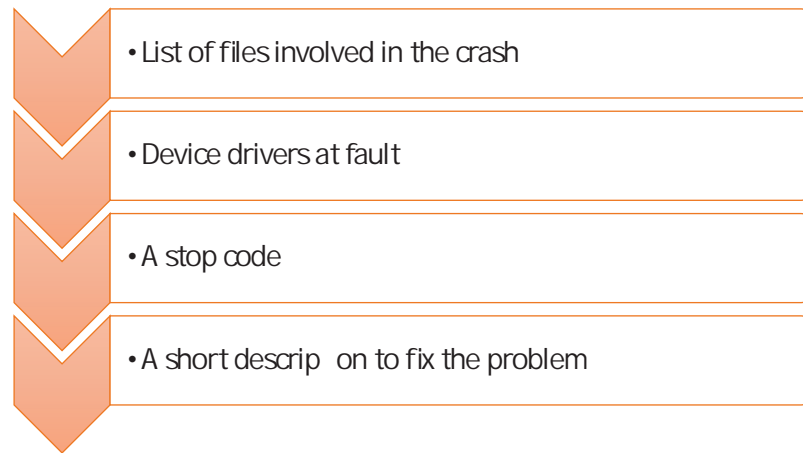 • List of files involved in the crash
• Device drivers at fault
• A stop code
• A short descrip on to fix the problem